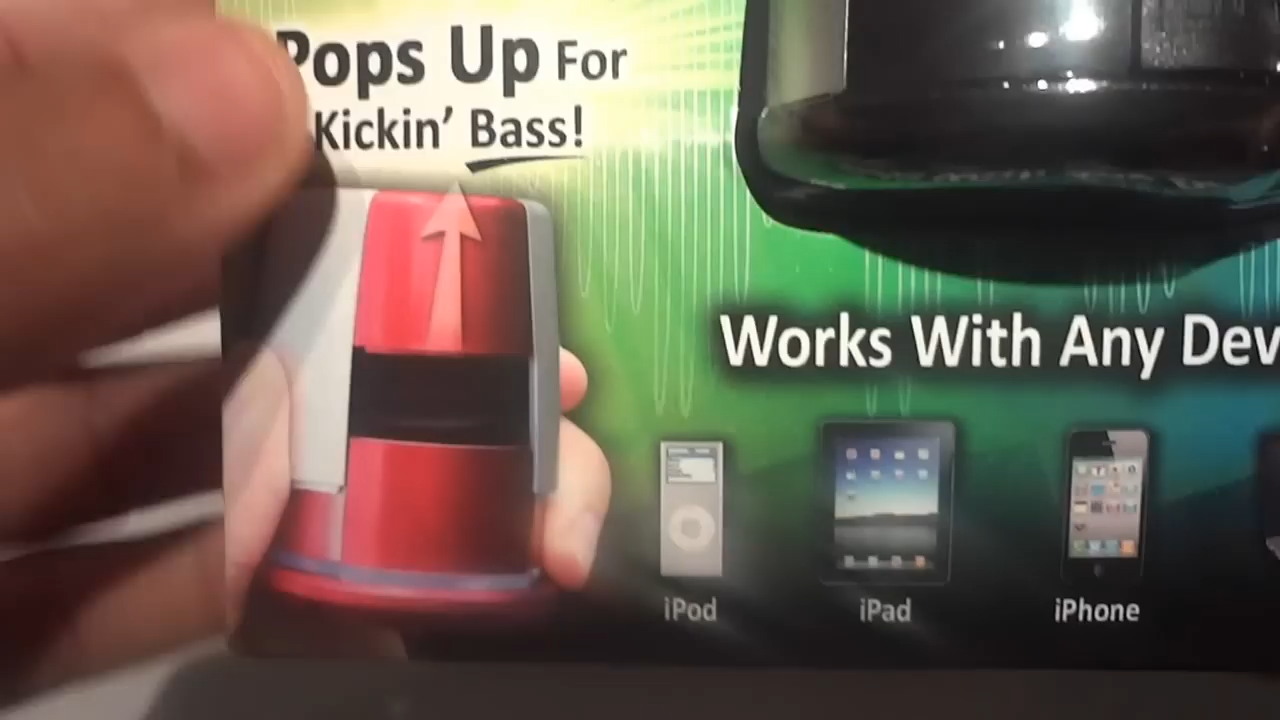 Pops Up For
Kickin' Bass!
Works With Any Dev
iPod
iPad
iPhone